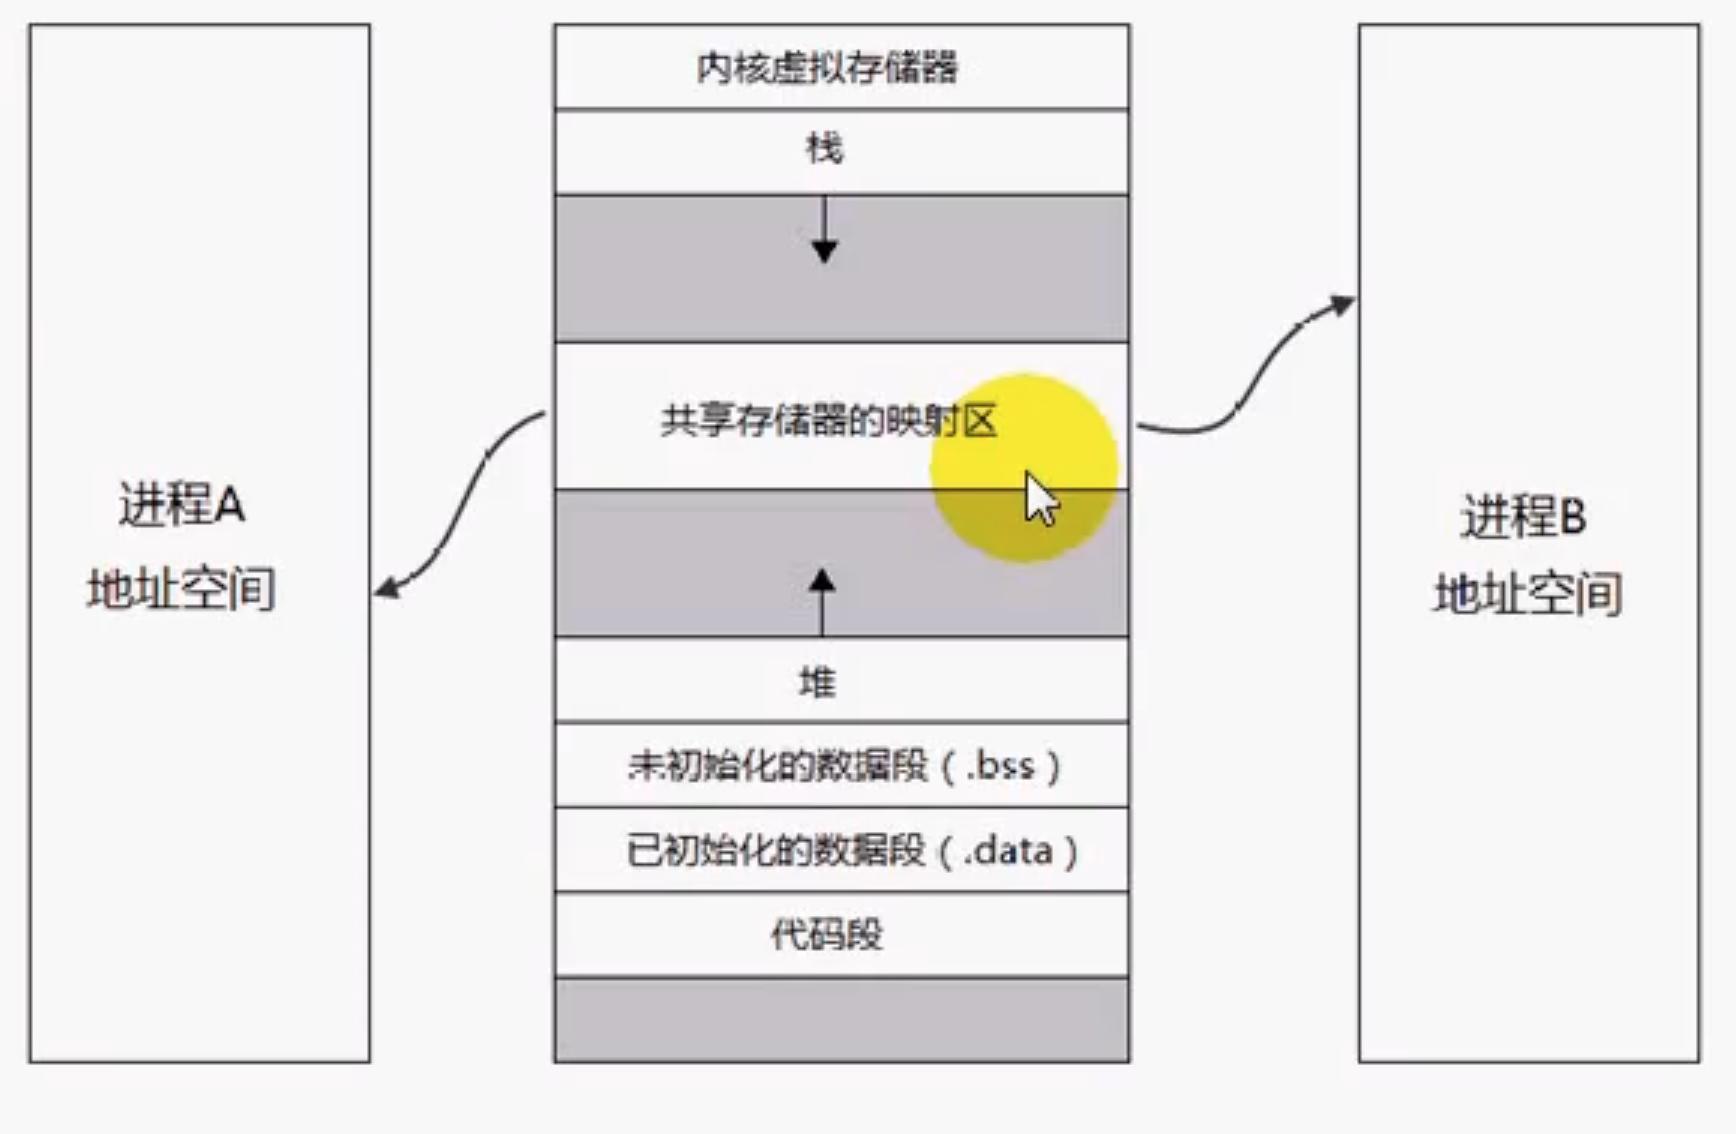 进程A
地址空间
内核虚拟存储器
栈
共享存储器的映射区
堆
未初始化的数据段（.bss）
已初始化的数据段（.data）
代码段
进程B
地址空间